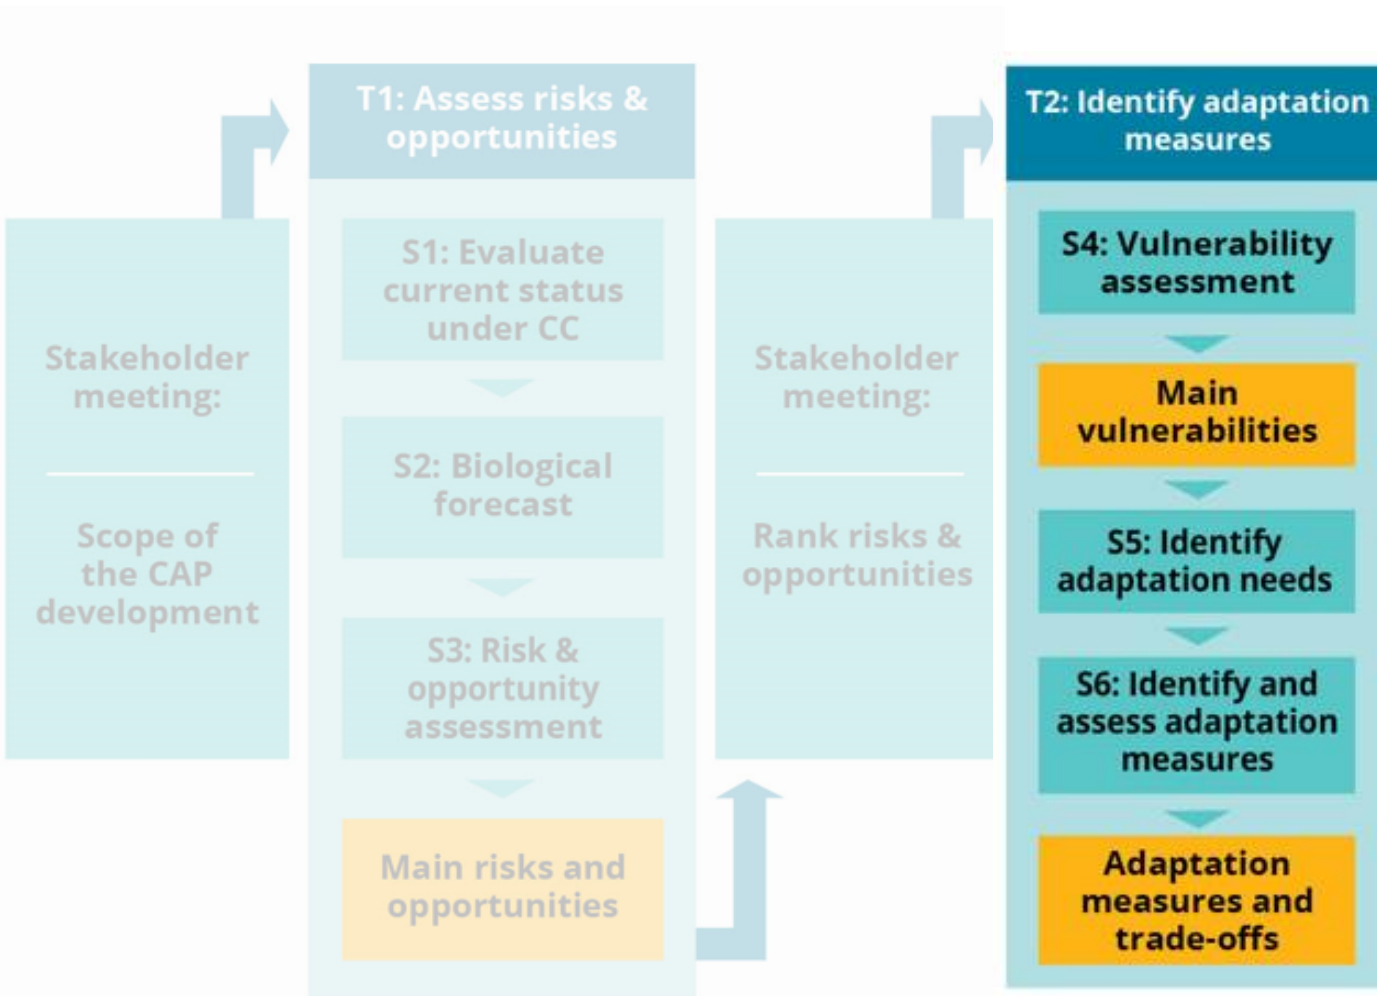 Stakeholder
meeting:
Scope of
the CAP
development
T1: Assess risks &
opportunities
S1: Evaluate
current status
under CC
S2: Biological
forecast
S3: Risk &
opportunity
assessment
Main risks and
opportunities
Stakeholder
meeting:
Rank risks &
opportunities
T2: Identify adaptation
measures
S4: Vulnerability
assessment
Main
vulnerabilities
S5: Identify
adaptation needs
S6: Identify and
assess adaptation
measures
Adaptation
measures and
trade-offs